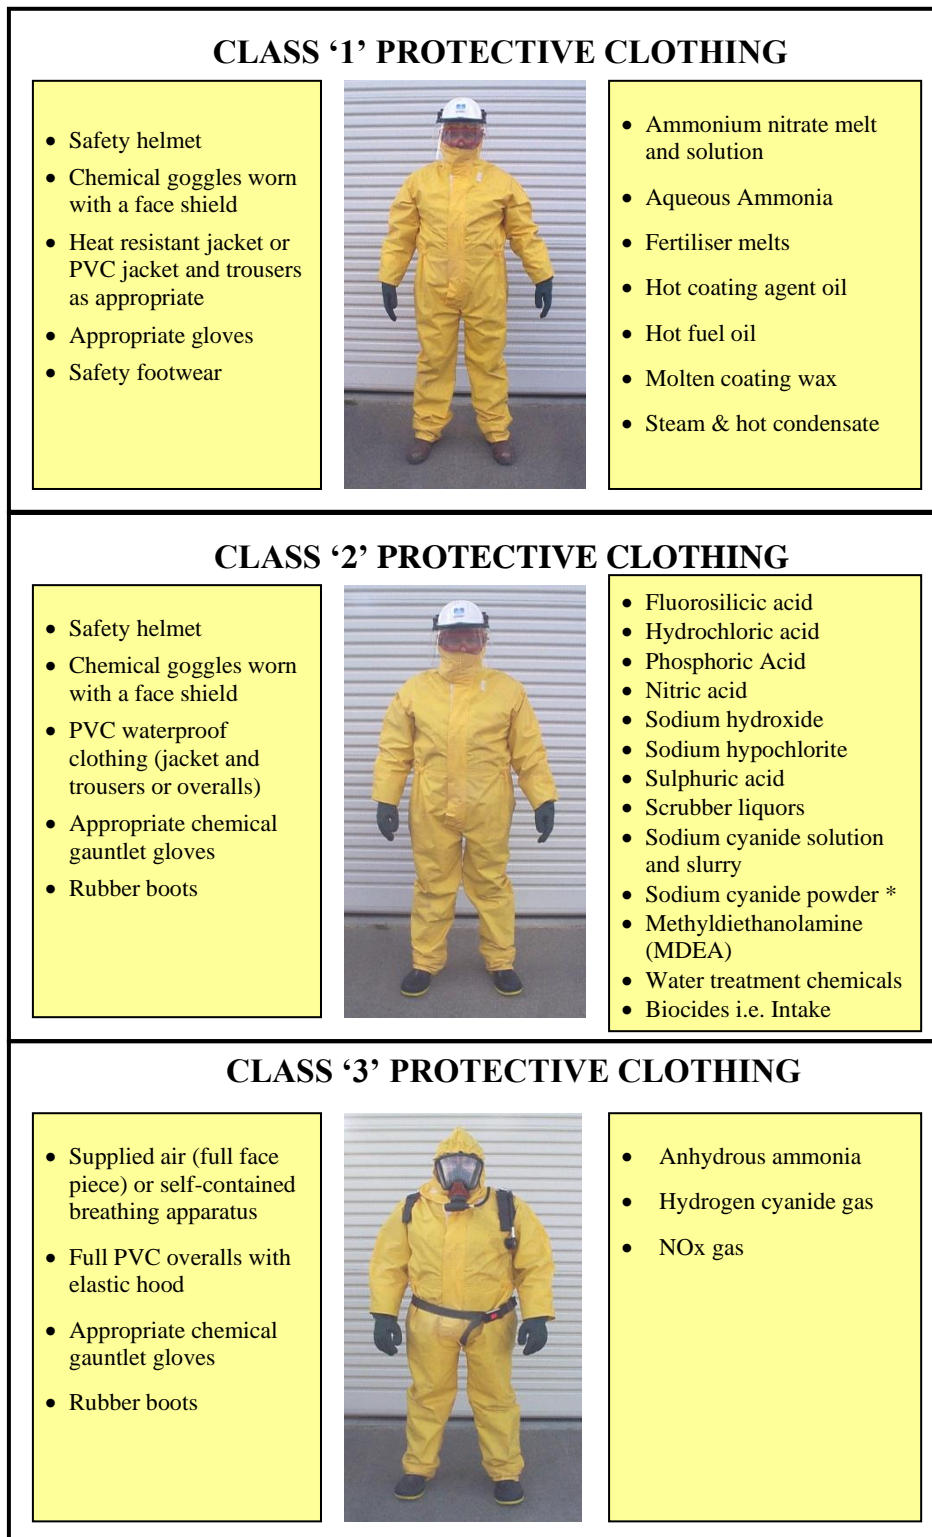 CLASS ‘1’ PROTECTIVE CLOTHING
• Safety helmet
• Chemical goggles worn
with a face shield
• Heat resistant jacket or
PVC jacket and trousers
as appropriate
• Appropriate gloves
• Safety footwear
• Ammonium nitrate melt
and solution
• Aqueous Ammonia
• Fertiliser melts
• Hot coating agent oil
• Hot fuel oil
• Molten coating wax
• Steam & hot condensate
CLASS ‘2’ PROTECTIVE CLOTHING
• Safety helmet
• Chemical goggles worn
with a face shield
• PVC waterproof
clothing (jacket and
trousers or overalls)
• Appropriate chemical
gauntlet gloves
• Rubber boots
• Fluorosilicic acid
• Hydrochloric acid
• Phosphoric Acid
• Nitric acid
• Sodium hydroxide
• Sodium hypochlorite
• Sulphuric acid
• Scrubber liquors
• Sodium cyanide solution
and slurry
• Sodium cyanide powder *
• Methyldiethanolamine
(MDEA)
• Water treatment chemicals
• Biocides i.e. Intake
CLASS ‘3’ PROTECTIVE CLOTHING
• Supplied air (full face
piece) or self-contained
breathing apparatus
• Full PVC overalls with
elastic hood
• Appropriate chemical
gauntlet gloves
• Rubber boots
• Anhydrous ammonia
• Hydrogen cyanide gas
• NOx gas